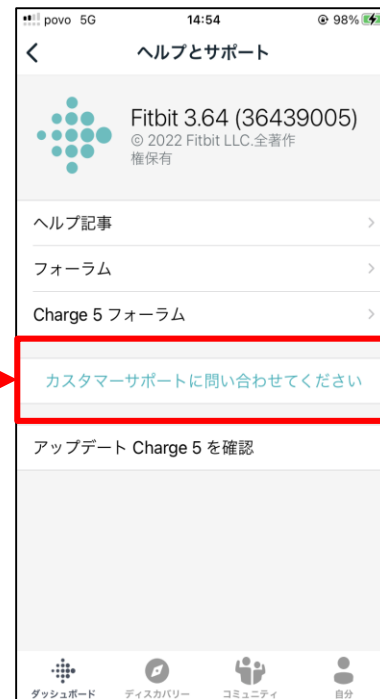 povo 5G 14:54 98%
ヘルプとサポート
Fitbit 3.64 (36439005)
© 2022 Fitbit LLC.全著作
権保有
ヘルプ記事
フォーラム
Charge 5 フォーラム
カスタマーサポートに問い合わせてください
アップデート Charge 5 を確認
ダッシュボード ディスカバリー コミュニティ 自分